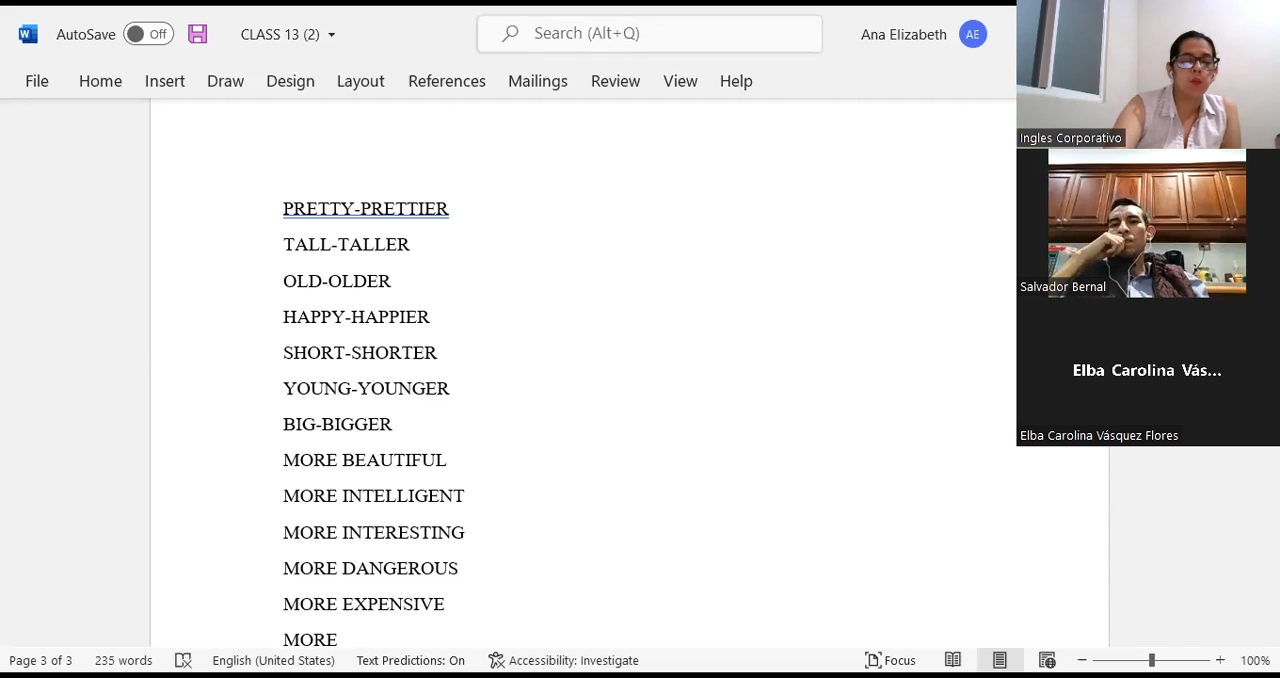 AutoSave Off CLASS 13 (2) Search (Alt+Q) Ana Elizabeth AE
File Home Insert Draw Design Layout References Mailings Review View Help
PRETTY-PRETTIER
TALL-TALLER
OLD-OLDER
HAPPY-HAPPIER
SHORT-SHORTER
YOUNG-YOUNGER
BIG-BIGGER
MORE BEAUTIFUL
MORE INTELLIGENT
MORE INTERESTING
MORE DANGEROUS
MORE EXPENSIVE
MORE
Ingles Corporativo
Salvador Bernal
Elba Carolina Vás...
Elba Carolina Vásquez Flores
Page 3 of 3 235 words English (United States) Text Predictions: On Accessibility: Investigate Focus 100%